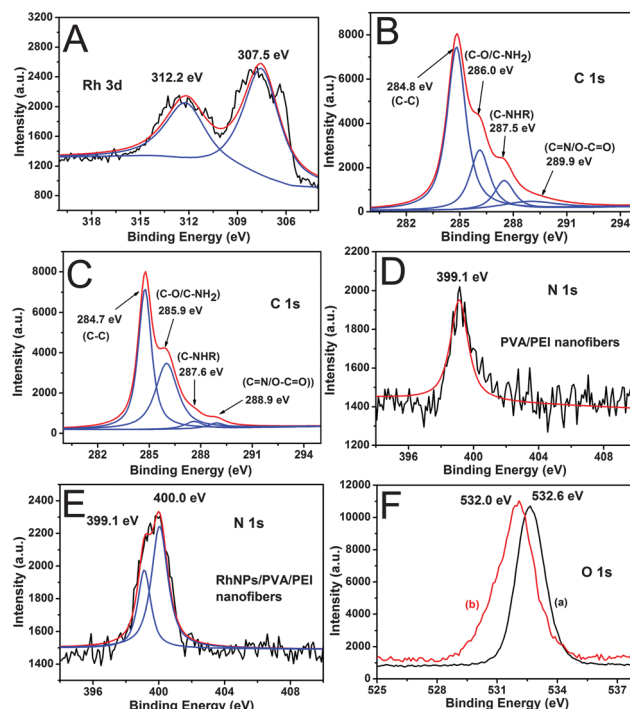 A
Rh 3d
312.2 eV
307.5 eV
3200
2800
2400
2000
1600
1200
800
318
315
312
309
306
Intensity (a.u.)
Binding Energy (eV)
B
C 1s
284.8 eV
(C-C)
(C-O/C-NH2)
286.0 eV
(C-NHR)
287.5 eV
(C=N/O-C=O)
289.9 eV
8000
6000
4000
2000
0
282
285
288
291
294
Intensity (a.u.)
Binding Energy (eV)
C
C 1s
284.7 eV
(C-C)
(C-O/C-NH2)
285.9 eV
(C-NHR)
287.6 eV
(C=N/O-C=O))
288.9 eV
8000
6000
4000
2000
0
282
285
288
291
294
Intensity (a.u.)
Binding Energy (eV)
D
N 1s
399.1 eV
PVA/PEI nanofibers
2200
2000
1800
1600
1400
1200
396
400
404
408
Intensity (a.u.)
Binding Energy (eV)
E
N 1s
399.1 eV
400.0 eV
RhNPs/PVA/PEI
nanofibers
2400
2200
2000
1800
1600
1400
396
400
404
408
Intensity (a.u.)
Binding Energy (eV)
F
532.0 eV
532.6 eV
O 1s
(b)
(a)
12000
10000
8000
6000
4000
2000
0
525
528
531
534
537
Intensity (a.u.)
Binding Energy (eV)